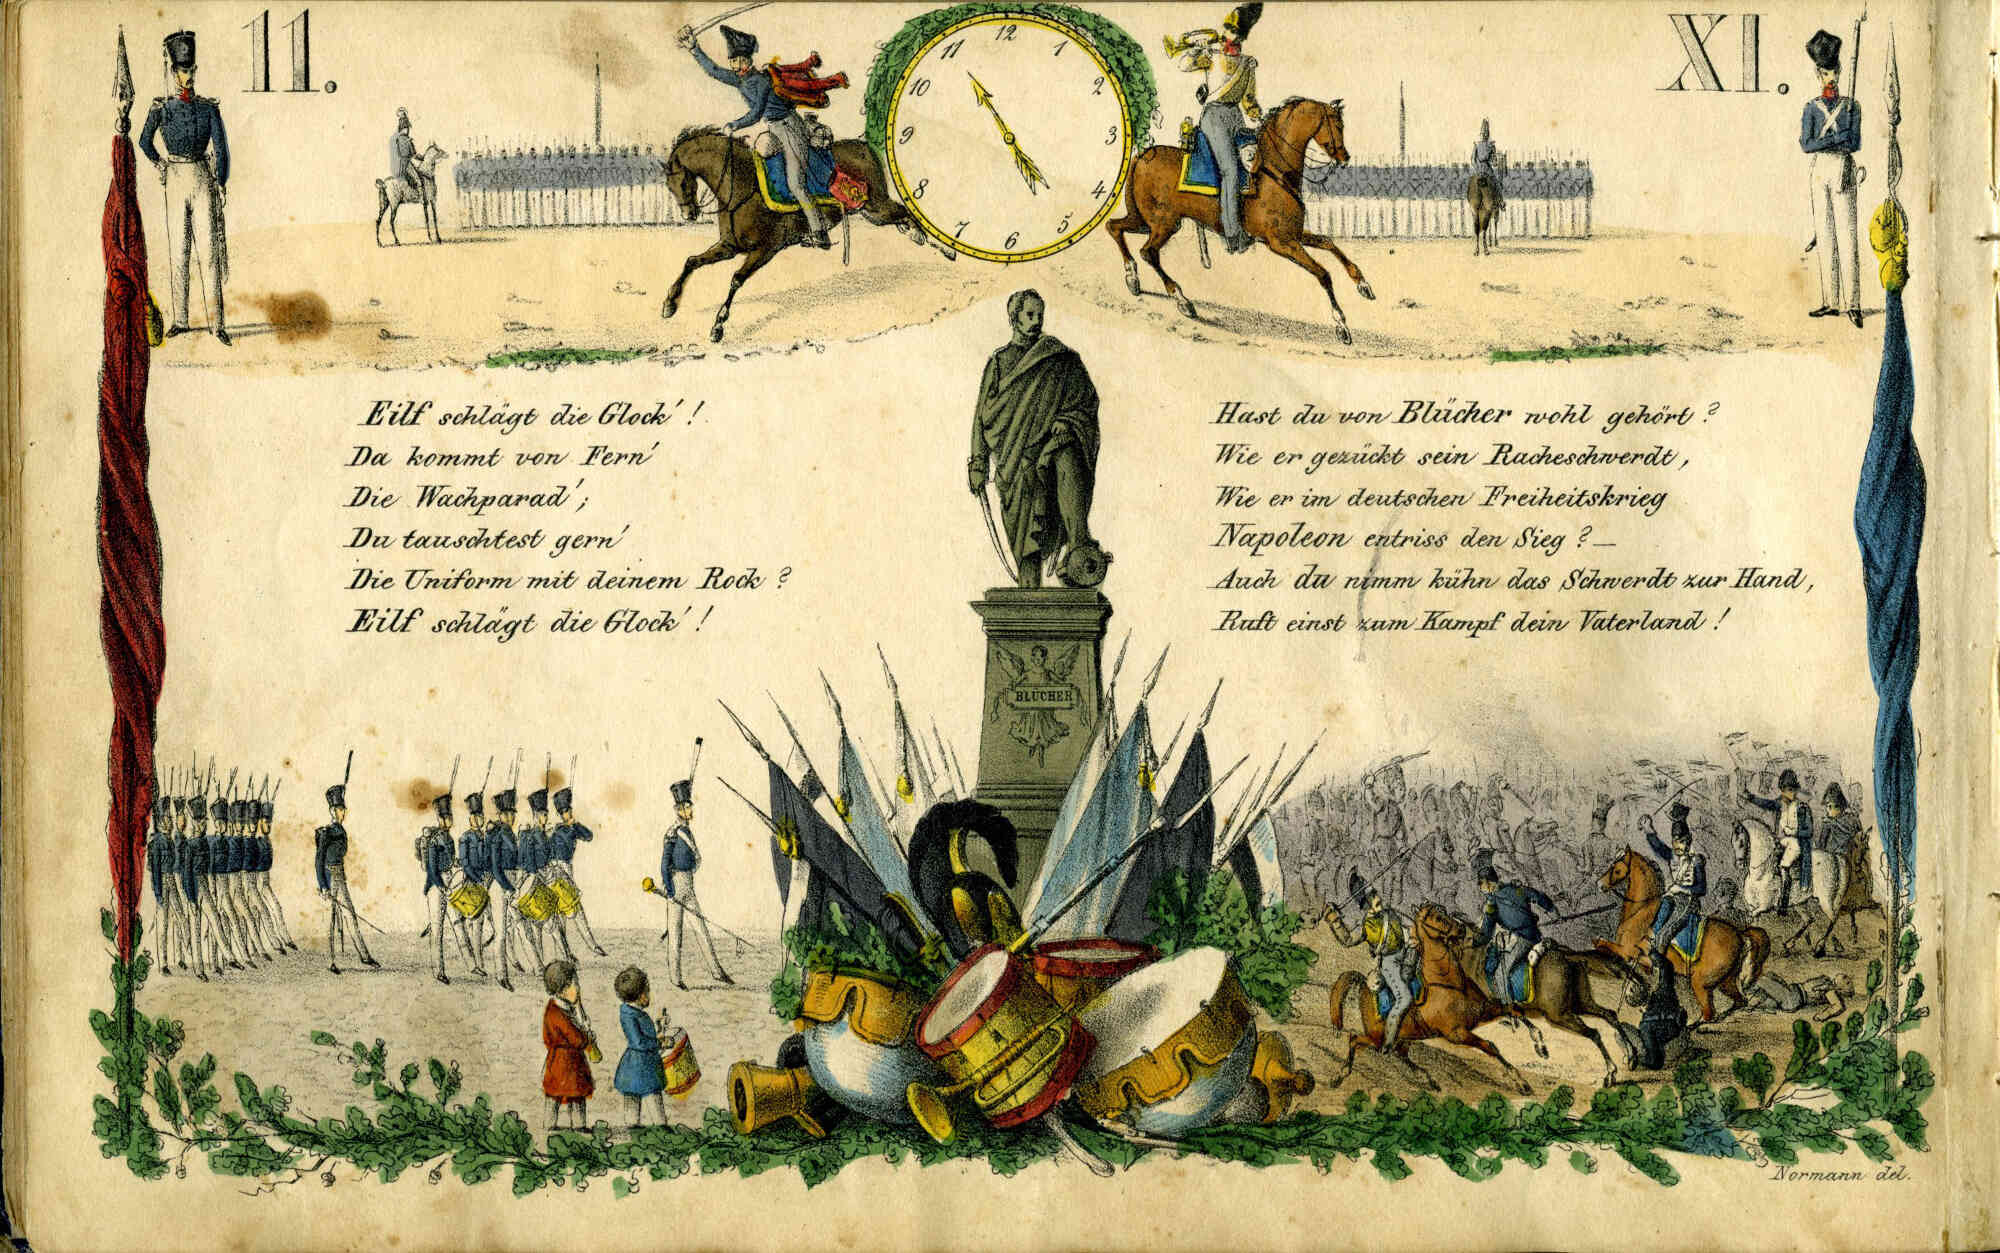 11.
XI.
12
1
2
3
4
5
6
7
8
9
10
11
Eilf schlägt die Glock' !
Da kommt von Fern'
Die Wachparad' ;
Du tauschtest gern'
Die Uniform mit deinem Rock ?
Eilf schlägt die Glock' !
Hast du von Blücher wohl gehört ?
Wie er gezückt sein Racheschwerdt,
Wie er im deutschen Freiheitskrieg
Napoleon entriss den Sieg ? —
Auch du nimm kühn das Schwerdt zur Hand,
Ruft einst zum Kampf dein Vaterland !
BLÜCHER
Normann del.